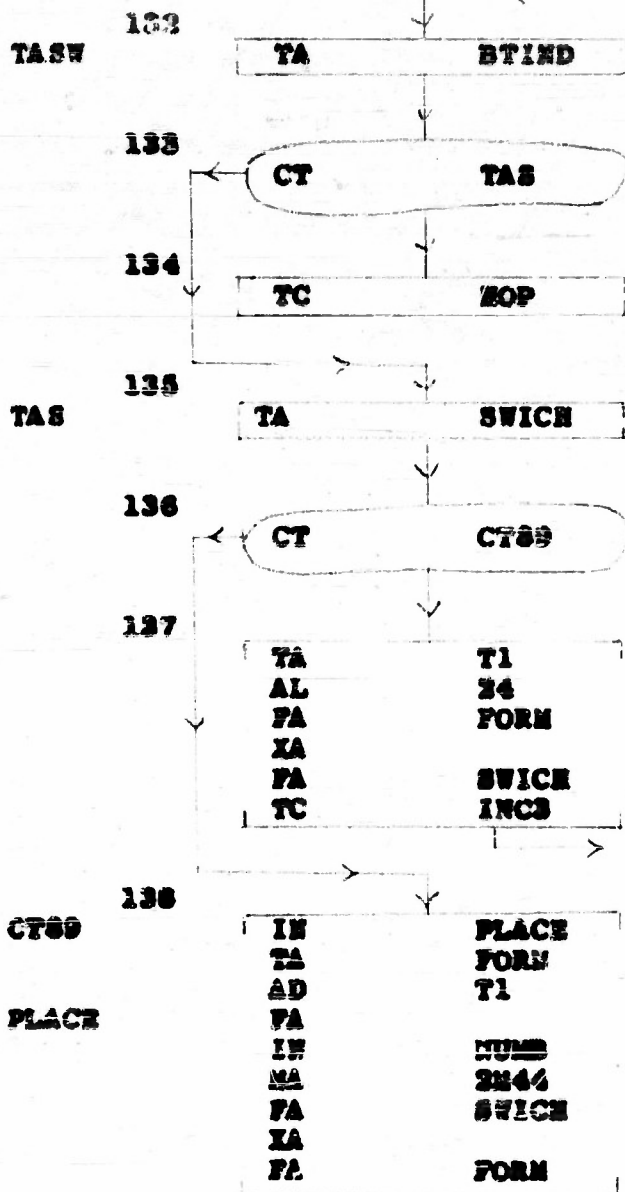 132
TASW TA BTIND
133
CT TAS
134
TC
135
TAS TA SWICH
136
CT CT89
137
TA T1
AL 24
FA FORM
XA
FA SWICH
TC INC3
138
CT89 IN PLACE
TA FORM
AD T1
PLACE FA
IN NUMB
MA
FA SWICH
XA
FA FORM